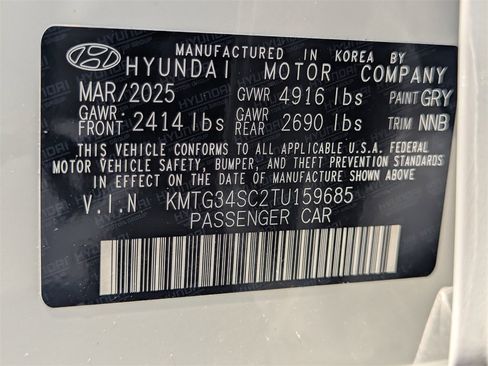 MANUFACTURED IN KOREA BY
HYUNDAI MOTOR COMPANY
MAR/2025 GVWR 4916 lbs PAINT GRY
GAWR FRONT 2414 lbs GAWR REAR 2690 lbs TRIM NNB
THIS VEHICLE CONFORMS TO ALL APPLICABLE U.S.A. FEDERAL
MOTOR VEHICLE SAFETY, BUMPER, AND THEFT PREVENTION STANDARDS
IN EFFECT ON THE DATE OF MANUFACTURE SHOWN ABOVE.
V.I.N KMTG34SC2TU159685
PASSENGER CAR